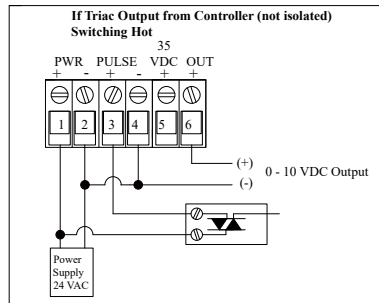 If Triac Output from Controller (not isolated)
Switching Hot
35
PWR PULSE VDC OUT
+ - + - + +
1 2 3 4 5 6
(+)
0 - 10 VDC Output
(-)
Power
Supply
24 VAC